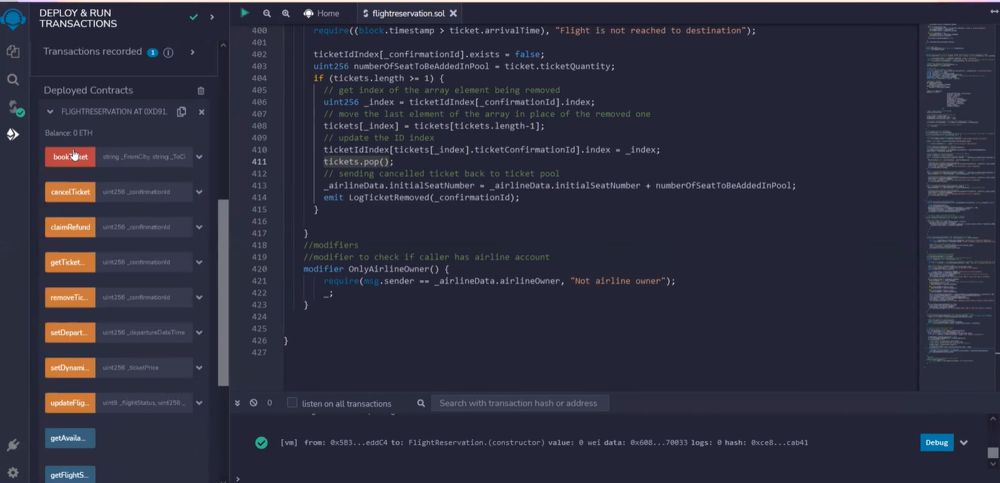 DEPLOY & RUN
TRANSACTIONS
Transactions recorded 1 i
Deployed Contracts
FLIGHTRESERVATION AT 0XD91.
Balance: 0 ETH
string _FromCity, string _ToCi
cancelTicket uint256 _confirmationId
claimRefund uint256 _confirmationId
getTicket... uint256 _confirmationId
removeTic... uint256 _confirmationId
setDepart... uint256 _departureDateTime
setDynami... uint256 _ticketPrice
updateFlig... uint8 _flightStatus, uint256 _
getAvaila...
getFlightS...
Home flightreservation.sol
400 require((block.timestamp > ticket.arrivalTime), "Flight is not reached to destination");
401
402 ticketIdIndex[_confirmationId].exists = false;
403 uint256 numberOfSeatToBeAddedInPool = ticket.ticketQuantity;
404 if (tickets.length >= 1) {
405 // get index of the array element being removed
406 uint256 _index = ticketIdIndex[_confirmationId].index;
407 // move the last element of the array in place of the removed one
408 tickets[_index] = tickets[tickets.length-1];
409 // update the ID index
410 ticketIdIndex[tickets[_index].ticketConfirmationId].index = _index;
411 tickets.pop();
412 // sending cancelled ticket back to ticket pool
413 _airlineData.initialSeatNumber = _airlineData.initialSeatNumber + numberOfSeatToBeAddedInPool;
414 emit LogTicketRemoved(_confirmationId);
415 }
416
417 }
418 //modifiers
419 //modifier to check if caller has airline account
420 modifier OnlyAirlineOwner() {
421 require(msg.sender == _airlineData.airlineOwner, "Not airline owner");
422 _;
423 }
424
425
426 }
427
0 listen on all transactions Search with transaction hash or address
[vm] from: 0x5B3...eddC4 to: FlightReservation.(constructor) value: 0 wei data: 0x608...70033 logs: 0 hash: 0xce8...cab41 Debug
>